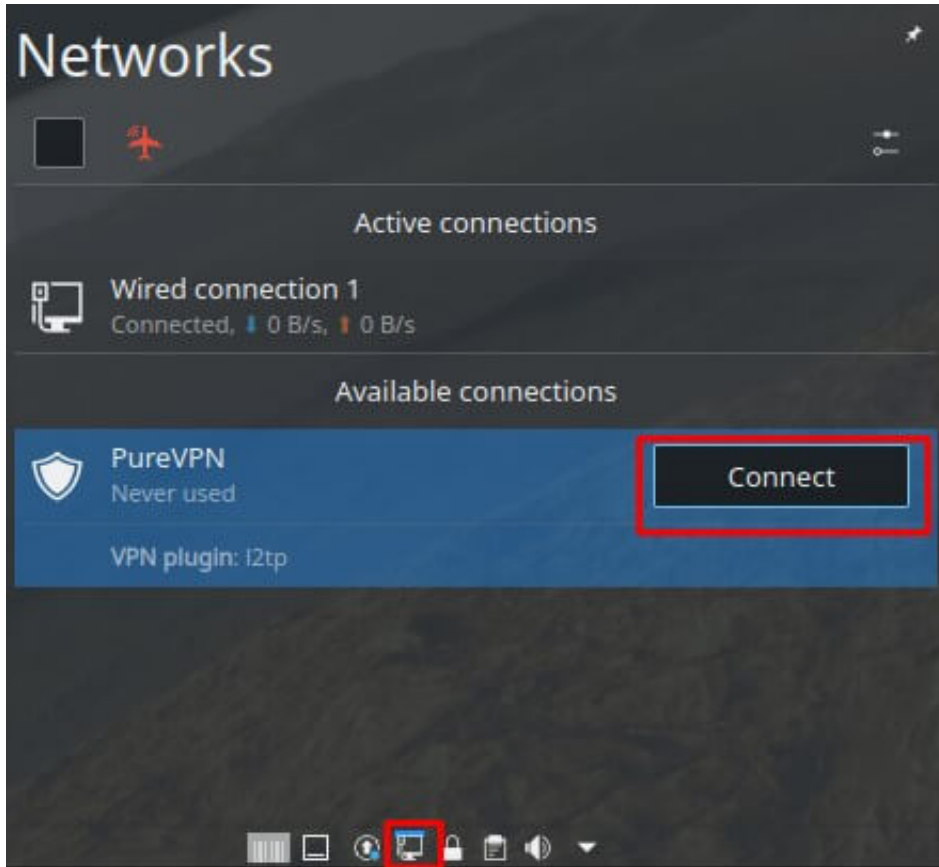 Networks
Active connections
Wired connection 1
Connected, 0 B/s, 0 B/s
Available connections
PureVPN
Never used
Connect
VPN plugin: l2tp